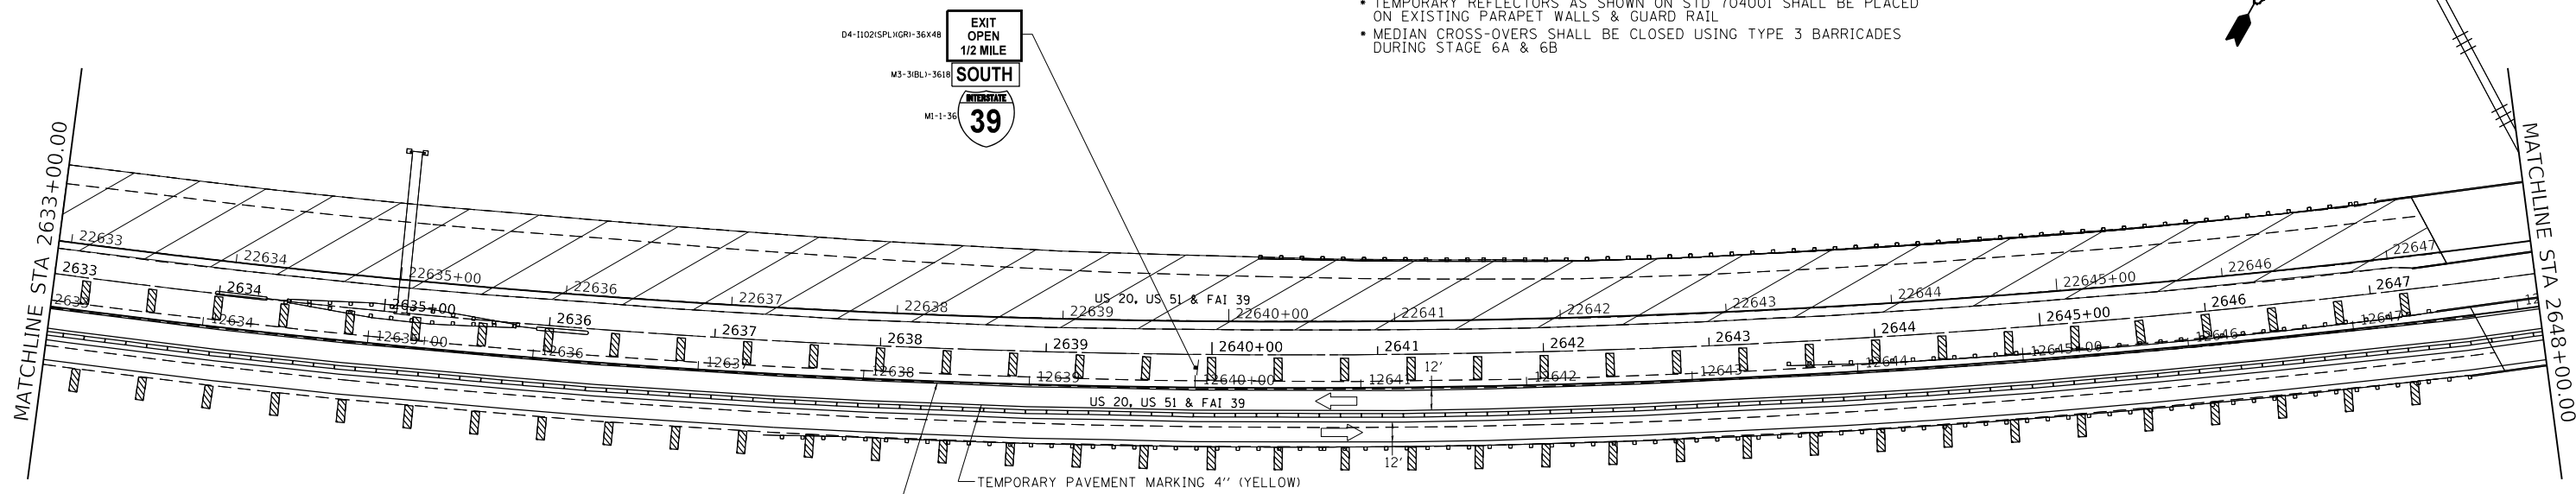 * TEMPORARY REFLECTORS AS SHOWN ON STD 704001 SHALL BE PLACED
ON EXISTING PARAPET WALLS & GUARD RAIL
* MEDIAN CROSS-OVERS SHALL BE CLOSED USING TYPE 3 BARRICADES
DURING STAGE 6A & 6B
D4-I102(SPL)(GR)-36X48
EXIT
OPEN
1/2 MILE
M3-3(BL)-3618
SOUTH
M1-1-36
INTERSTATE
39
MATCHLINE STA 2633+00.00
MATCHLINE STA 2648+00.00
22633
22634
22635+00
22636
22637
22638
22639
22640+00
22641
22642
22643
22644
22645+00
22646
22647
US 20, US 51 & FAI 39
2633
2634
2635+00
2636
2637
2638
2639
2640+00
2641
2642
2643
2644
2645+00
2646
2647
12634
12635+00
12636
12637
12638
12639
12640+00
12641
12642
12643
12644
12645+00
12646
12647
US 20, US 51 & FAI 39
12'
12'
TEMPORARY PAVEMENT MARKING 4" (YELLOW)